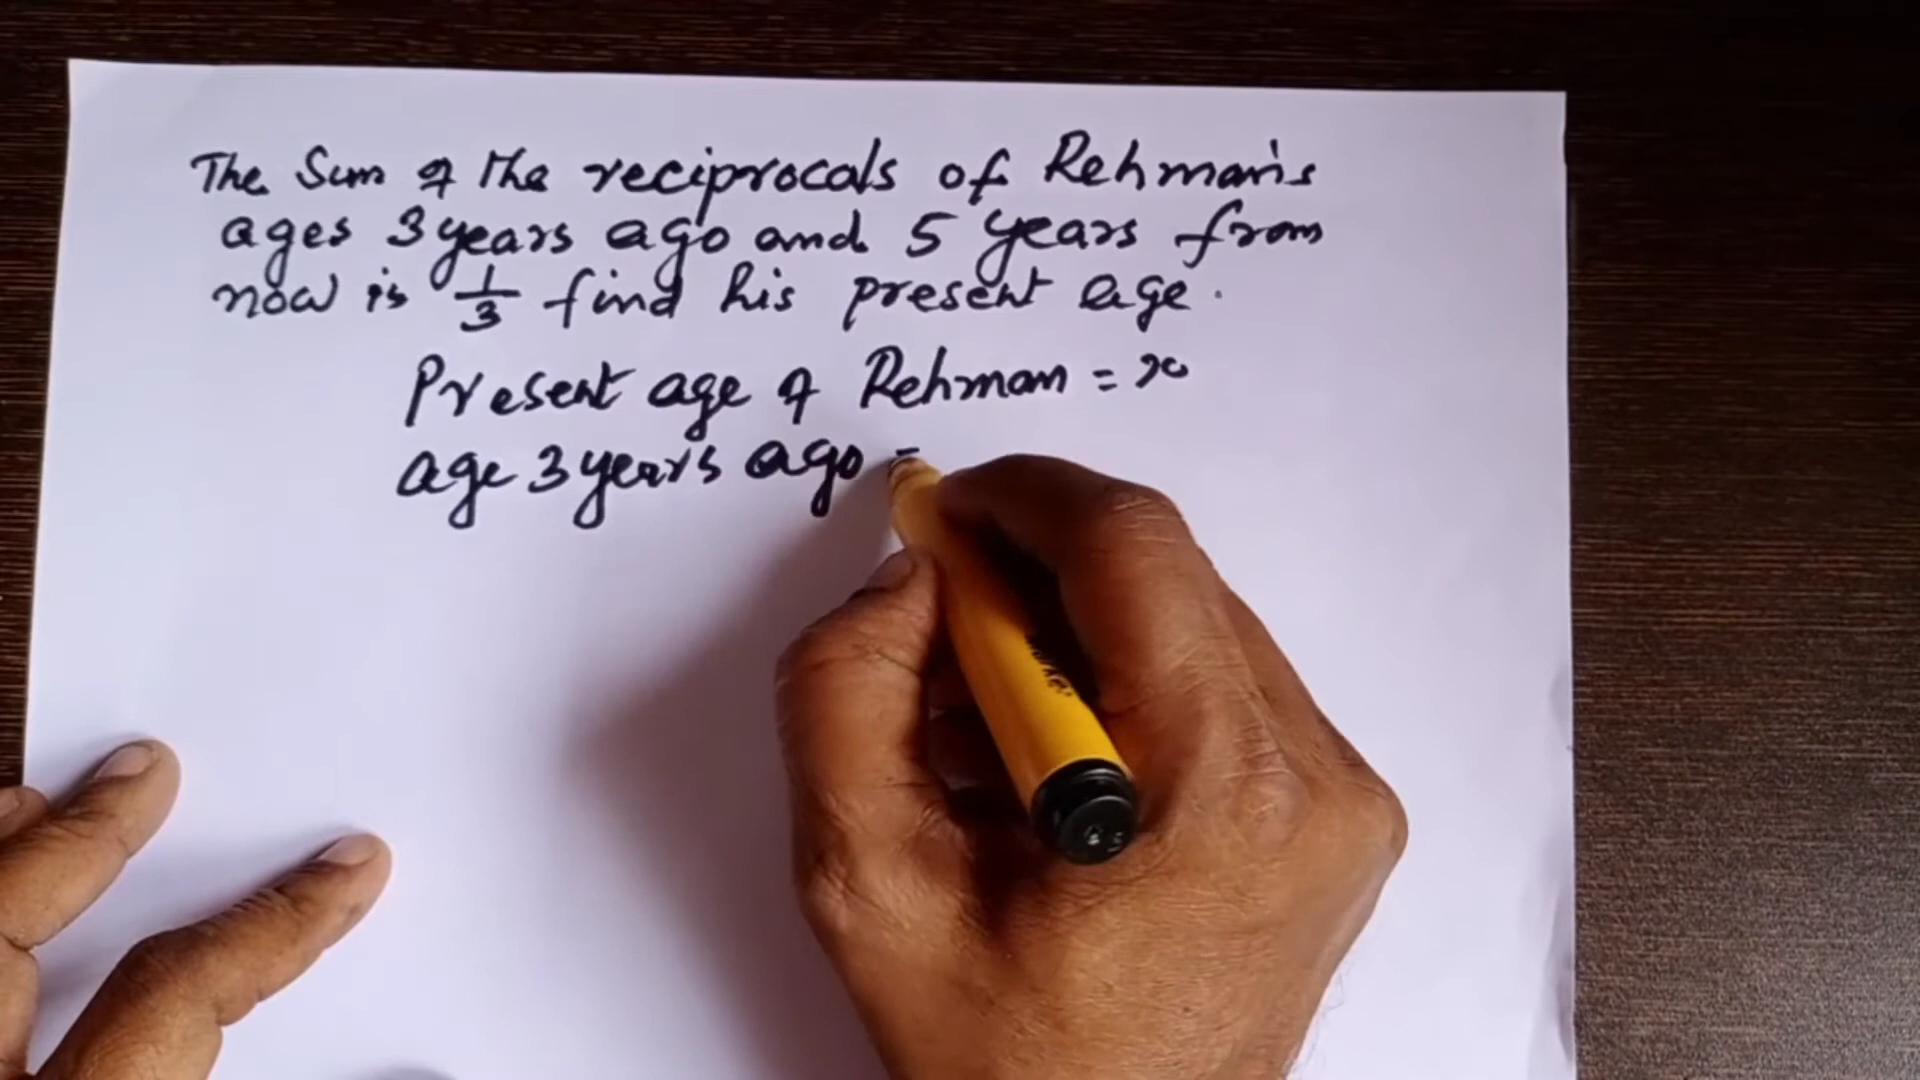 The Sum of the reciprocals of Rehman's
ages 3 years ago and 5 years from
now is 1/3 find his present age.
Present age of Rehman = x
age 3 years ago =